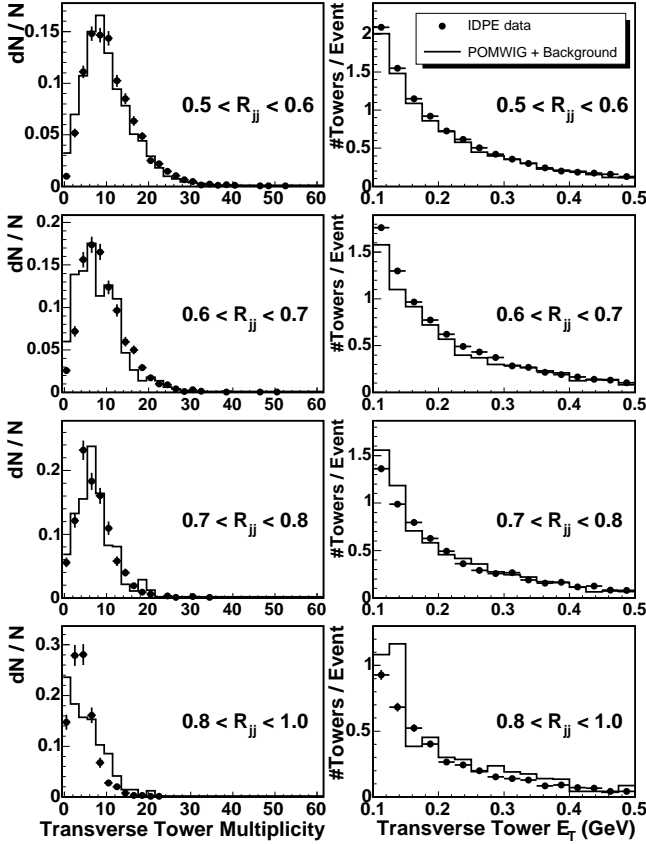 dN / N
0.15
0.1
0.05
0
0 10 20 30 40 50 60
0.5 < R_jj < 0.6
#Towers / Event
2
1
0
0.1 0.2 0.3 0.4 0.5
IDPE data
POMWIG + Background
0.5 < R_jj < 0.6
dN / N
0.2
0.15
0.1
0.05
0
0 10 20 30 40 50 60
0.6 < R_jj < 0.7
#Towers / Event
1.5
1
0.5
0
0.1 0.2 0.3 0.4 0.5
0.6 < R_jj < 0.7
dN / N
0.2
0.1
0
0 10 20 30 40 50 60
0.7 < R_jj < 0.8
#Towers / Event
1.5
1
0.5
0
0.1 0.2 0.3 0.4 0.5
0.7 < R_jj < 0.8
dN / N
0.3
0.2
0.1
0
0 10 20 30 40 50 60
0.8 < R_jj < 1.0
Transverse Tower Multiplicity
#Towers / Event
1
0.5
0
0.1 0.2 0.3 0.4 0.5
0.8 < R_jj < 1.0
Transverse Tower E_T (GeV)